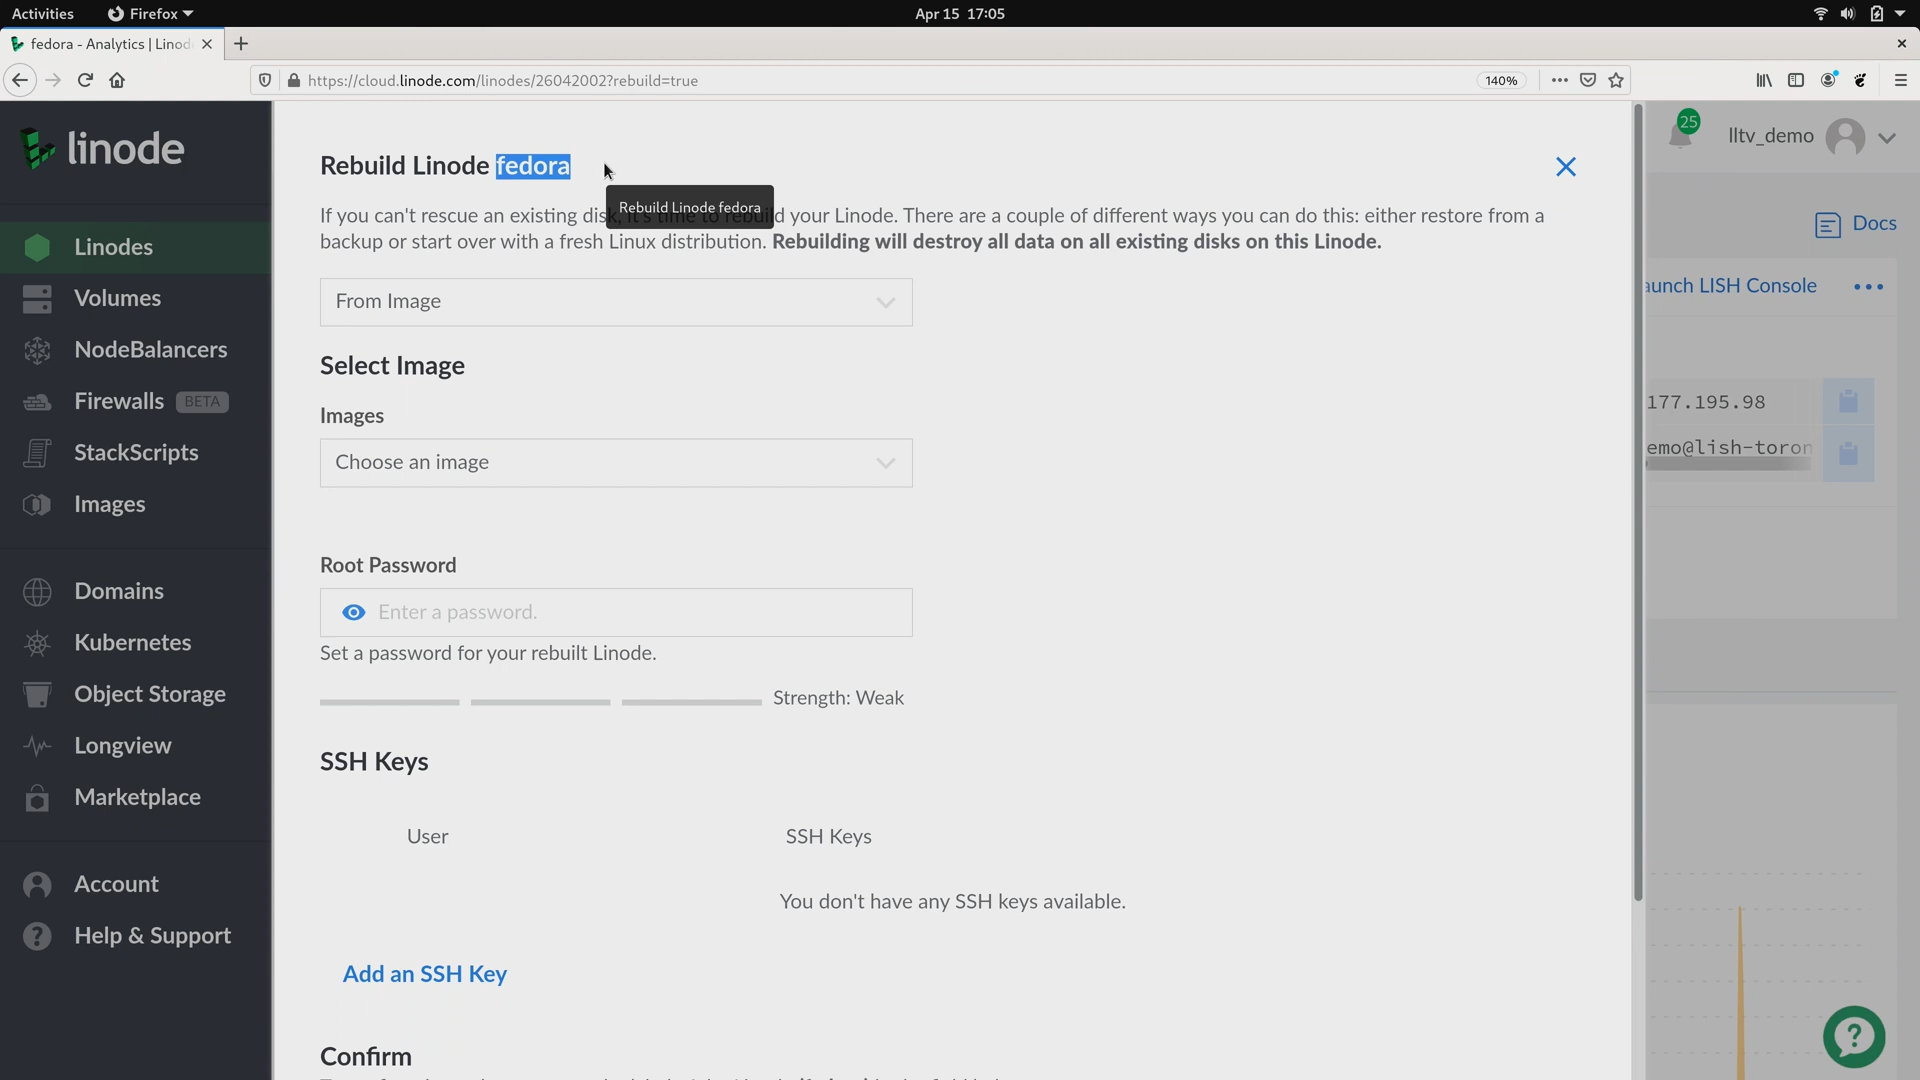 Activities
Firefox
Apr 15 17:05
fedora - Analytics | Linod
https://cloud.linode.com/linodes/26042002?rebuild=true
140%
linode
Linodes
Volumes
NodeBalancers
Firewalls BETA
StackScripts
Images
Domains
Kubernetes
Object Storage
Longview
Marketplace
Account
Help & Support
Rebuild Linode fedora
Rebuild Linode fedora
If you can't rescue an existing disk, it's time to rebuild your Linode. There are a couple of different ways you can do this: either restore from a
backup or start over with a fresh Linux distribution. Rebuilding will destroy all data on all existing disks on this Linode.
From Image
Select Image
Images
Choose an image
Root Password
Enter a password.
Set a password for your rebuilt Linode.
Strength: Weak
SSH Keys
User
SSH Keys
You don't have any SSH keys available.
Add an SSH Key
Confirm
25
lltv_demo
Docs
aunch LISH Console
177.195.98
emo@lish-toron